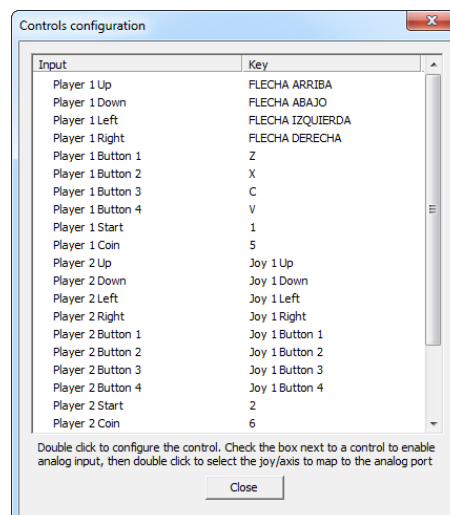 Controls configuration
Input Key
Player 1 Up FLECHA ARRIBA
Player 1 Down FLECHA ABAJO
Player 1 Left FLECHA IZQUIERDA
Player 1 Right FLECHA DERECHA
Player 1 Button 1 Z
Player 1 Button 2 X
Player 1 Button 3 C
Player 1 Button 4 V
Player 1 Start 1
Player 1 Coin 5
Player 2 Up Joy 1 Up
Player 2 Down Joy 1 Down
Player 2 Left Joy 1 Left
Player 2 Right Joy 1 Right
Player 2 Button 1 Joy 1 Button 1
Player 2 Button 2 Joy 1 Button 2
Player 2 Button 3 Joy 1 Button 3
Player 2 Button 4 Joy 1 Button 4
Player 2 Start 2
Player 2 Coin 6
Double click to configure the control. Check the box next to a control to enable
analog input, then double click to select the joy/axis to map to the analog port
Close